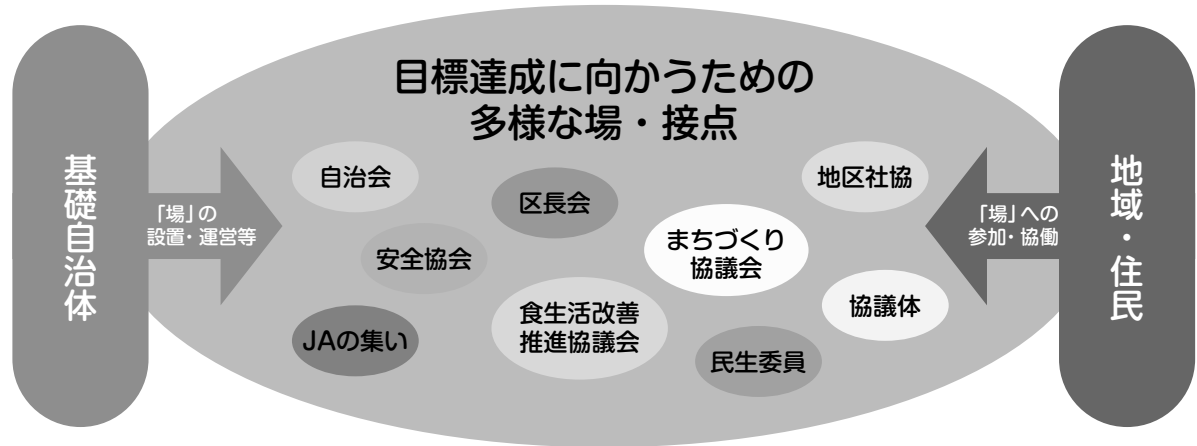 目標達成に向かうための
多様な場・接点
基礎自治体
「場」の
設置・運営等
自治会
区長会
地区社協
安全協会
まちづくり
協議会
JAの集い
食生活改善
推進協議会
民生委員
協議体
「場」への
参加・協働
地域・住民